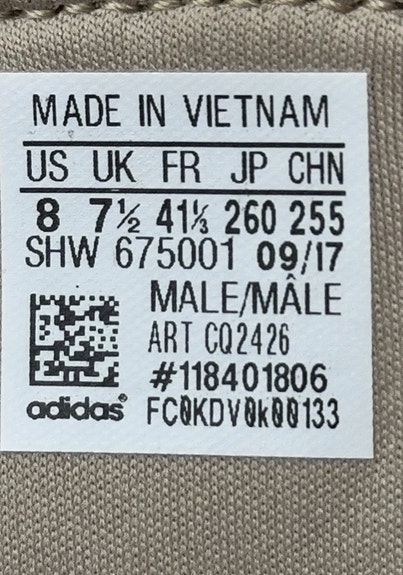 MADE IN VIETNAM
US UK FR JP CHN
8 7½ 41⅓ 260 255
SHW 675001 09/17
MALE/MÂLE
ART CQ2426
#118401806
adidas® FC0KDV0k00133